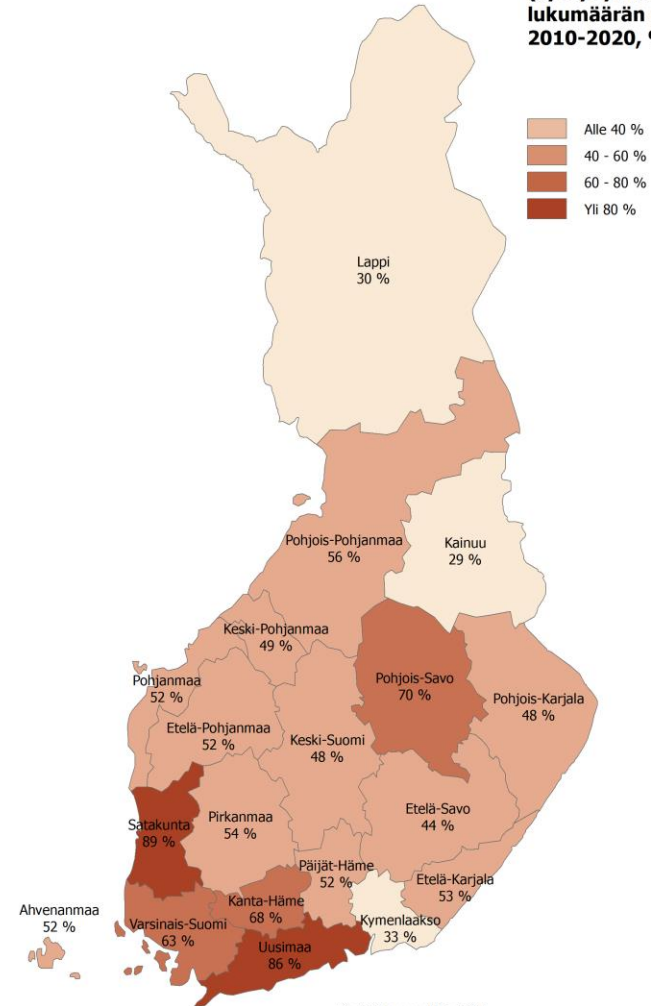 lukumäärän
2010-2020,
Alle 40 %
40 - 60 %
60 - 80 %
Yli 80 %
Lappi
30 %
Pohjois-Pohjanmaa
56 %
Kainuu
29 %
Keski-Pohjanmaa
49 %
Pohjanmaa
52 %
Pohjois-Savo
70 %
Pohjois-Karjala
48 %
Etelä-Pohjanmaa
52 %
Keski-Suomi
48 %
Satakunta
89 %
Pirkanmaa
54 %
Etelä-Savo
44 %
Päijät-Häme
52 %
Etelä-Karjala
53 %
Kanta-Häme
68 %
Ahvenanmaa
52 %
Varsinais-Suomi
63 %
Kymenlaakso
33 %
Uusimaa
86 %